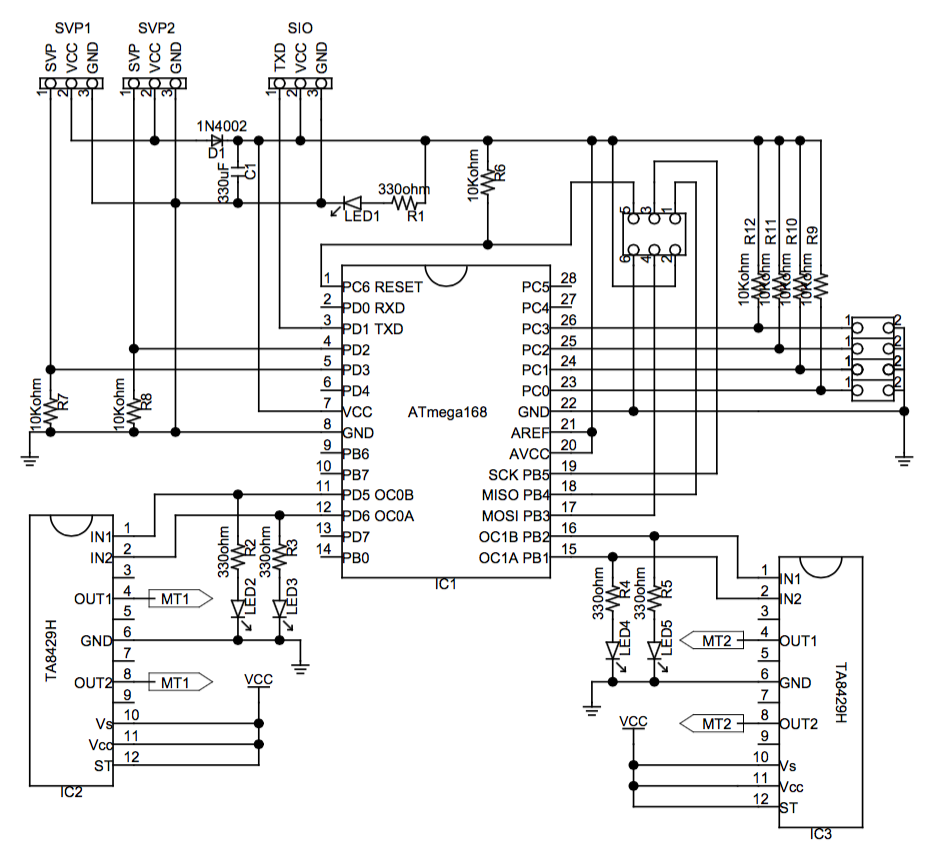 SVP1
SVP2
SIO
SVP
VCC
GND
SVP
VCC
GND
TXD
VCC
GND
1
2
3
1
2
3
1
2
3
1N4002
D1
330uF
C1
330ohm
LED1
R1
10Kohm
R6
5
3
1
6
4
2
R12
R11
R10
R9
10Kohm
10Kohm
10Kohm
10Kohm
1 2
1 2
1 2
1 2
10Kohm
R7
10Kohm
R8
1 PC6 RESET
2 PD0 RXD
3 PD1 TXD
4 PD2
5 PD3
6 PD4
7 VCC
8 GND
9 PB6
10 PB7
11 PD5 OC0B
12 PD6 OC0A
13 PD7
14 PB0
ATmega168
PC5 28
PC4 27
PC3 26
PC2 25
PC1 24
PC0 23
GND 22
AREF 21
AVCC 20
SCK PB5 19
MISO PB4 18
MOSI PB3 17
OC1B PB2 16
OC1A PB1 15
IC1
IN1 1
IN2 2
3
OUT1 4
5
GND 6
7
OUT2 8
9
Vs 10
Vcc 11
ST 12
TA8429H
IC2
MT1
MT1
VCC
330ohm
R2
LED2
330ohm
R3
LED3
330ohm
R4
LED4
330ohm
R5
LED5
MT2
MT2
VCC
1 IN1
2 IN2
3
4 OUT1
5
6 GND
7
8 OUT2
9
10 Vs
11 Vcc
12 ST
TA8429H
IC3